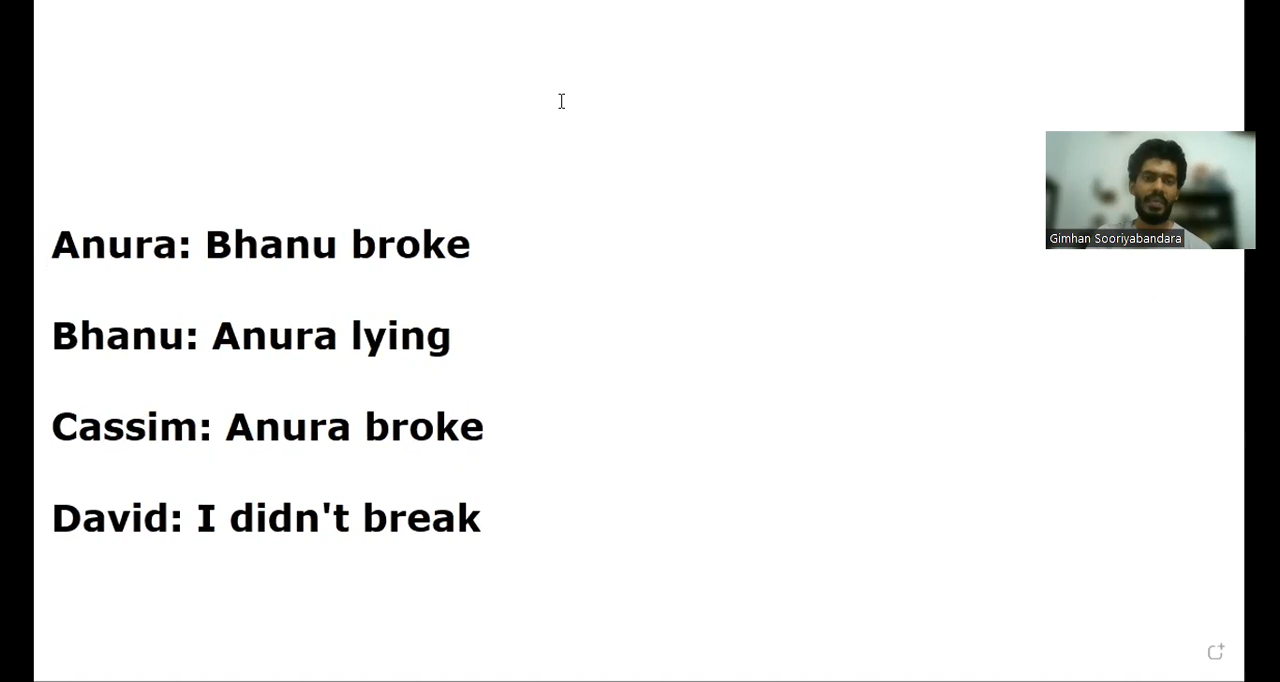 Anura: Bhanu broke
Gimhan Sooriyabandara
Bhanu: Anura lying
Cassim: Anura broke
David: I didn't break